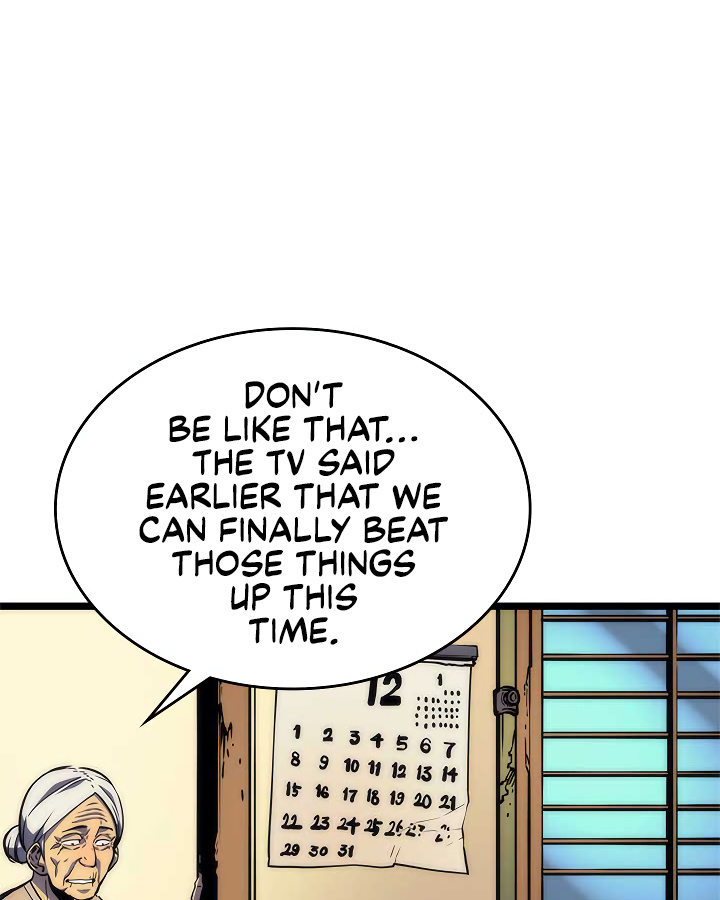 DON'T
BE LIKE THAT...
THE TV SAID
EARLIER THAT WE
CAN FINALLY BEAT
THOSE THINGS
UP THIS
TIME.
12 1
1 2 3 4 5 6 7
8 9 10 11 12 13 14
15 16 17 18 19 20 21
22 23 24 25 26 27
29 30 31